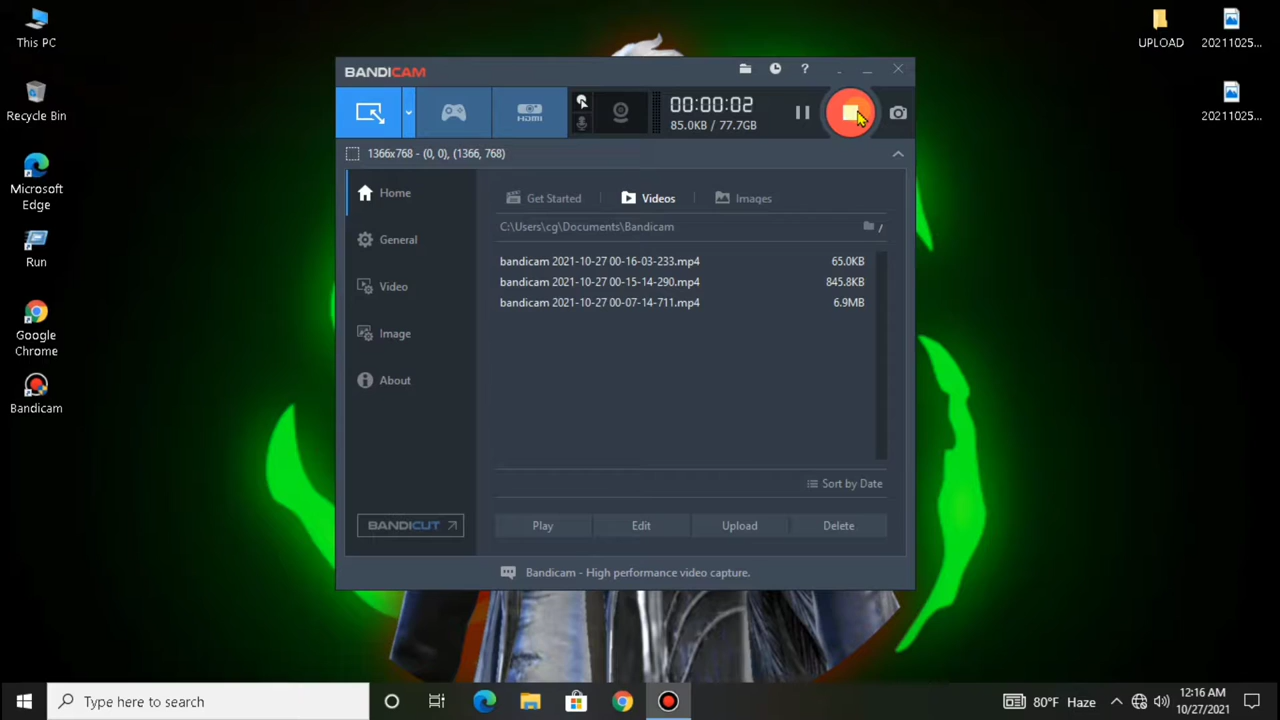 This PC
Recycle Bin
Microsoft
Edge
Run
Google
Chrome
Bandicam
UPLOAD
20211025...
20211025...
BANDICAM
?
HDMI
00:00:02
85.0KB / 77.7GB
1366x768 - (0, 0), (1366, 768)
Home
General
Video
Image
About
BANDICUT
Get Started
Videos
Images
C:\Users\cg\Documents\Bandicam
/
bandicam 2021-10-27 00-16-03-233.mp4 65.0KB
bandicam 2021-10-27 00-15-14-290.mp4 845.8KB
bandicam 2021-10-27 00-07-14-711.mp4 6.9MB
Sort by Date
Play
Edit
Upload
Delete
Bandicam - High performance video capture.
Type here to search
80°F Haze
12:16 AM
10/27/2021